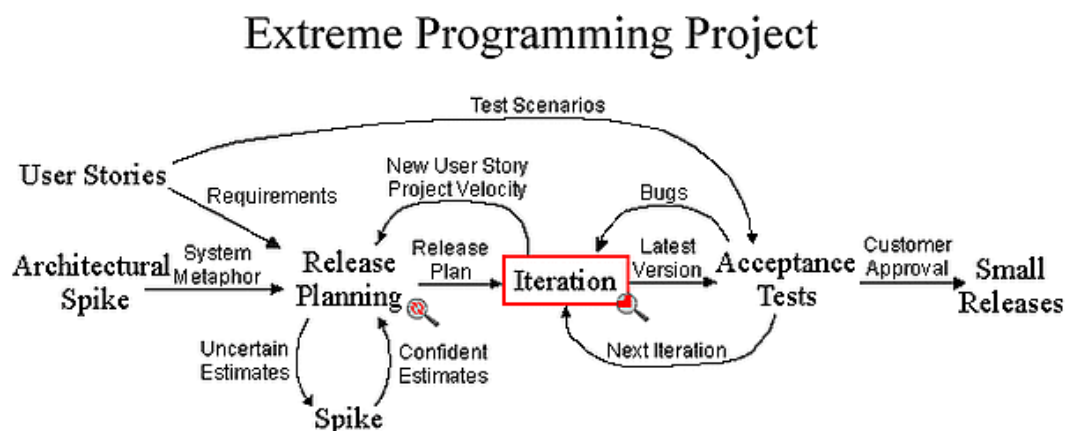 Extreme Programming Project
Test Scenarios
User Stories
Requirements
New User Story
Project Velocity
Bugs
Architectural
Spike
System
Metaphor
Release
Planning
Release
Plan
Iteration
Latest
Version
Acceptance
Tests
Customer
Approval
Small
Releases
Uncertain
Estimates
Confident
Estimates
Next Iteration
Spike